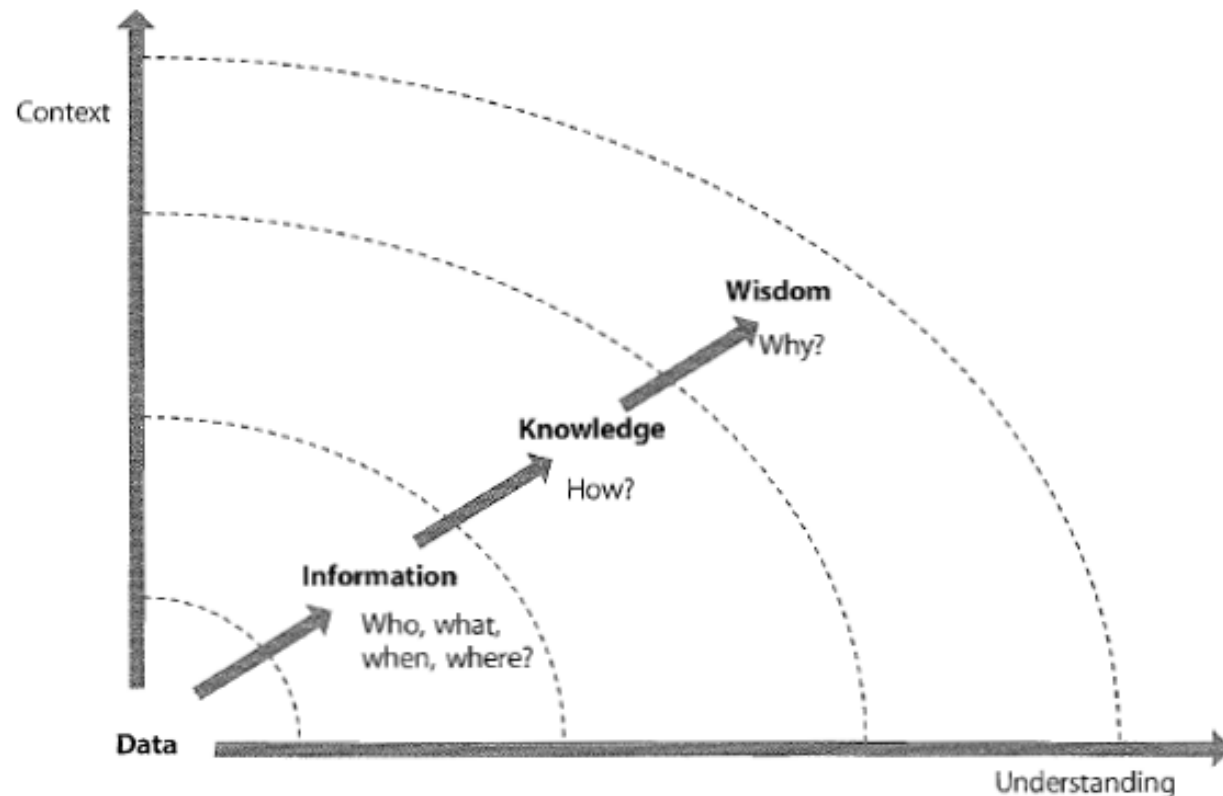 Context
Wisdom
Why?
Knowledge
How?
Information
Who, what,
when, where?
Data
Understanding